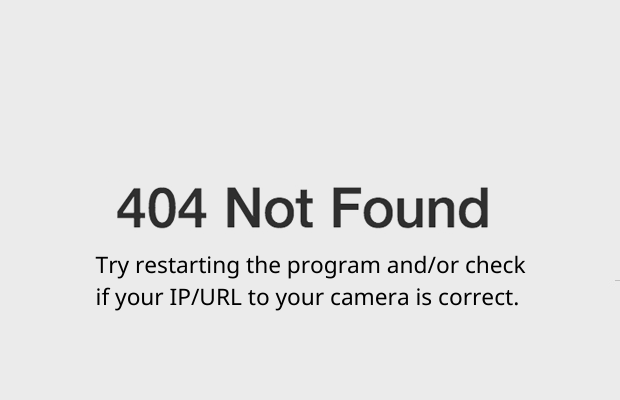 404 Not Found
Try restarting the program and/or check
if your IP/URL to your camera is correct.